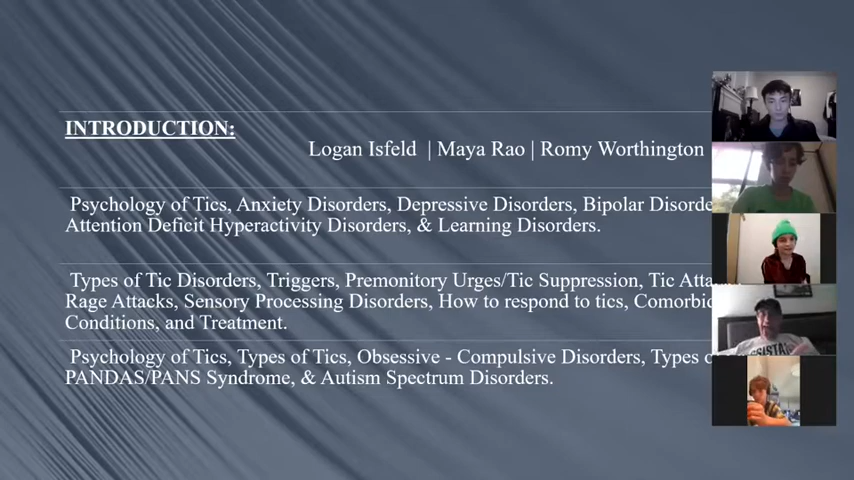 INTRODUCTION:
Logan Isfeld | Maya Rao | Romy Worthington
Psychology of Tics, Anxiety Disorders, Depressive Disorders, Bipolar
Attention Deficit Hyperactivity Disorders, & Learning Disorders.
Types of Tic Disorders, Triggers, Premonitory Urges/Tic Suppression, Tic
Rage Attacks, Sensory Processing Disorders, How to respond to tics,
Conditions, and Treatment.
Psychology of Tics, Types of Tics, Obsessive - Compulsive Disorders, Types
PANDAS/PANS Syndrome, & Autism Spectrum Disorders.